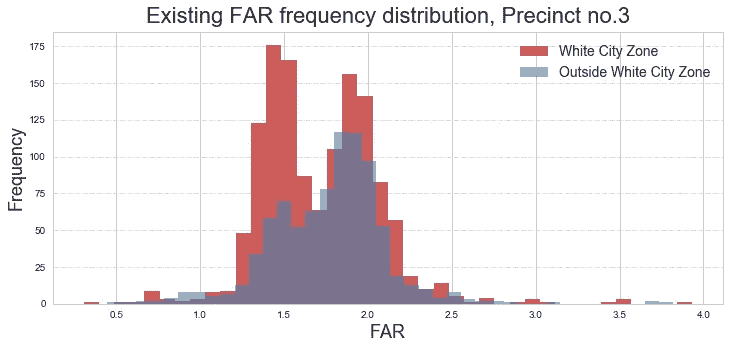 Existing FAR frequency distribution, Precinct no.3
White City Zone
Outside White City Zone
Frequency
175
150
125
100
75
50
25
0
0.5 1.0 1.5 2.0 2.5 3.0 3.5 4.0
FAR